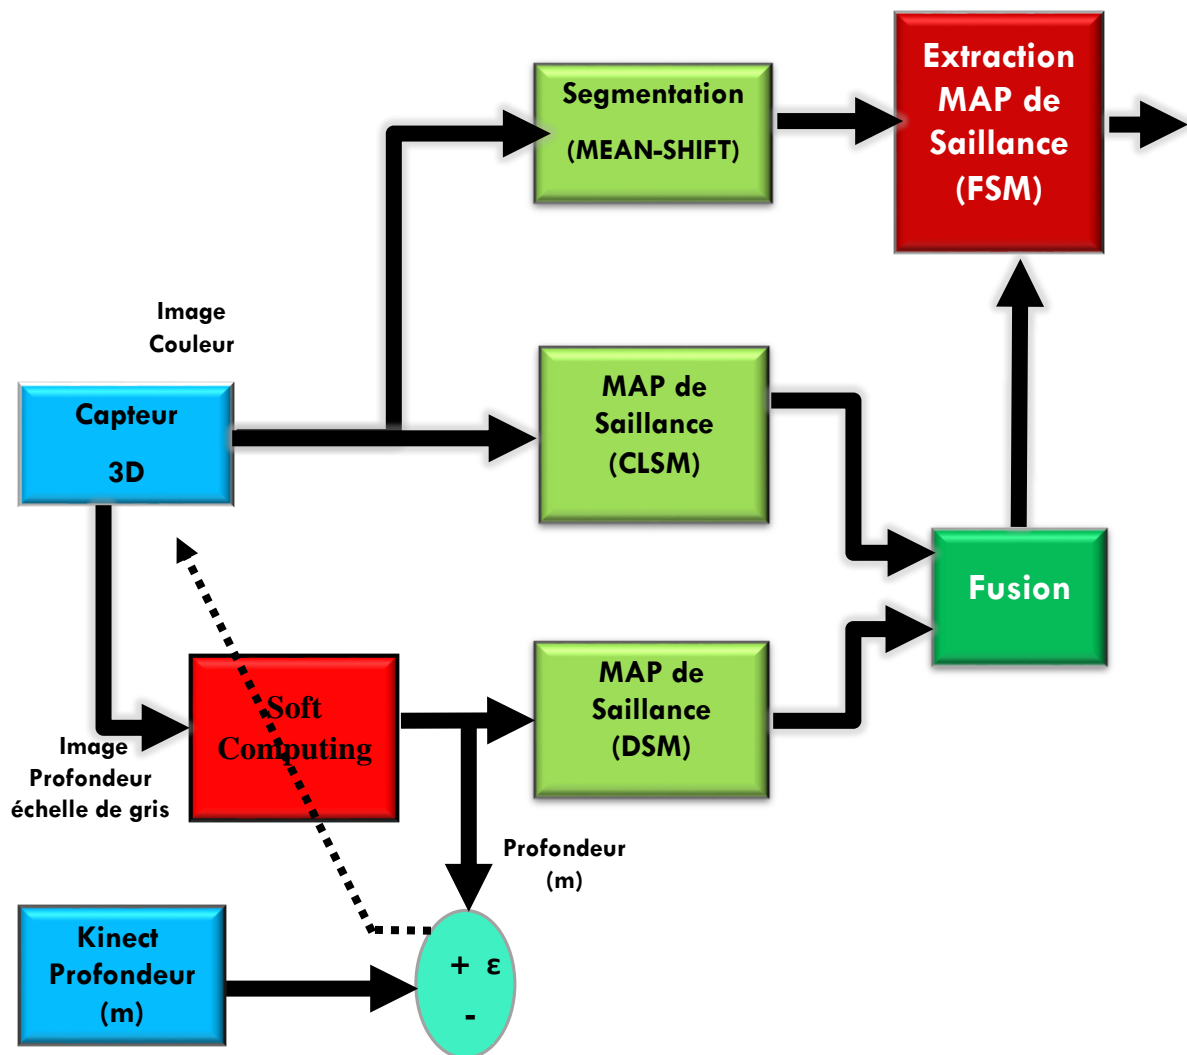 Extraction
MAP de
Saillance
(FSM)
Segmentation
(MEAN-SHIFT)
Image
Couleur
Capteur
3D
MAP de
Saillance
(CLSM)
Fusion
MAP de
Saillance
(DSM)
Soft
Computing
Image
Profondeur
échelle de gris
Profondeur
(m)
Kinect
Profondeur
(m)
+ ε
-